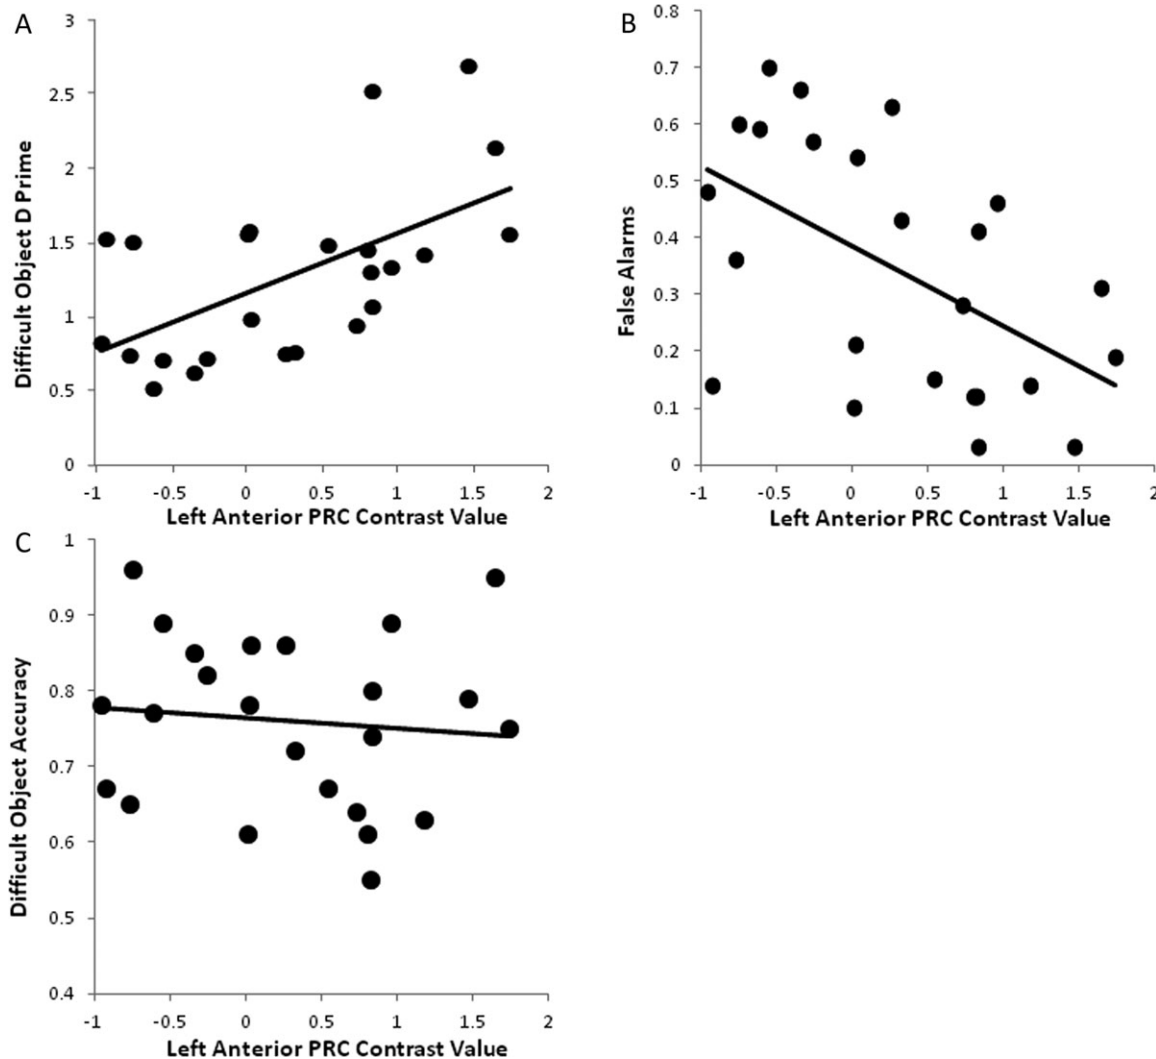 A
3
2.5
2
1.5
1
0.5
0
Difficult Object D Prime
-1 -0.5 0 0.5 1 1.5 2
Left Anterior PRC Contrast Value
B
0.8
0.7
0.6
0.5
0.4
0.3
0.2
0.1
0
False Alarms
-1 -0.5 0 0.5 1 1.5 2
Left Anterior PRC Contrast Value
C
1
0.9
0.8
0.7
0.6
0.5
0.4
Difficult Object Accuracy
-1 -0.5 0 0.5 1 1.5 2
Left Anterior PRC Contrast Value